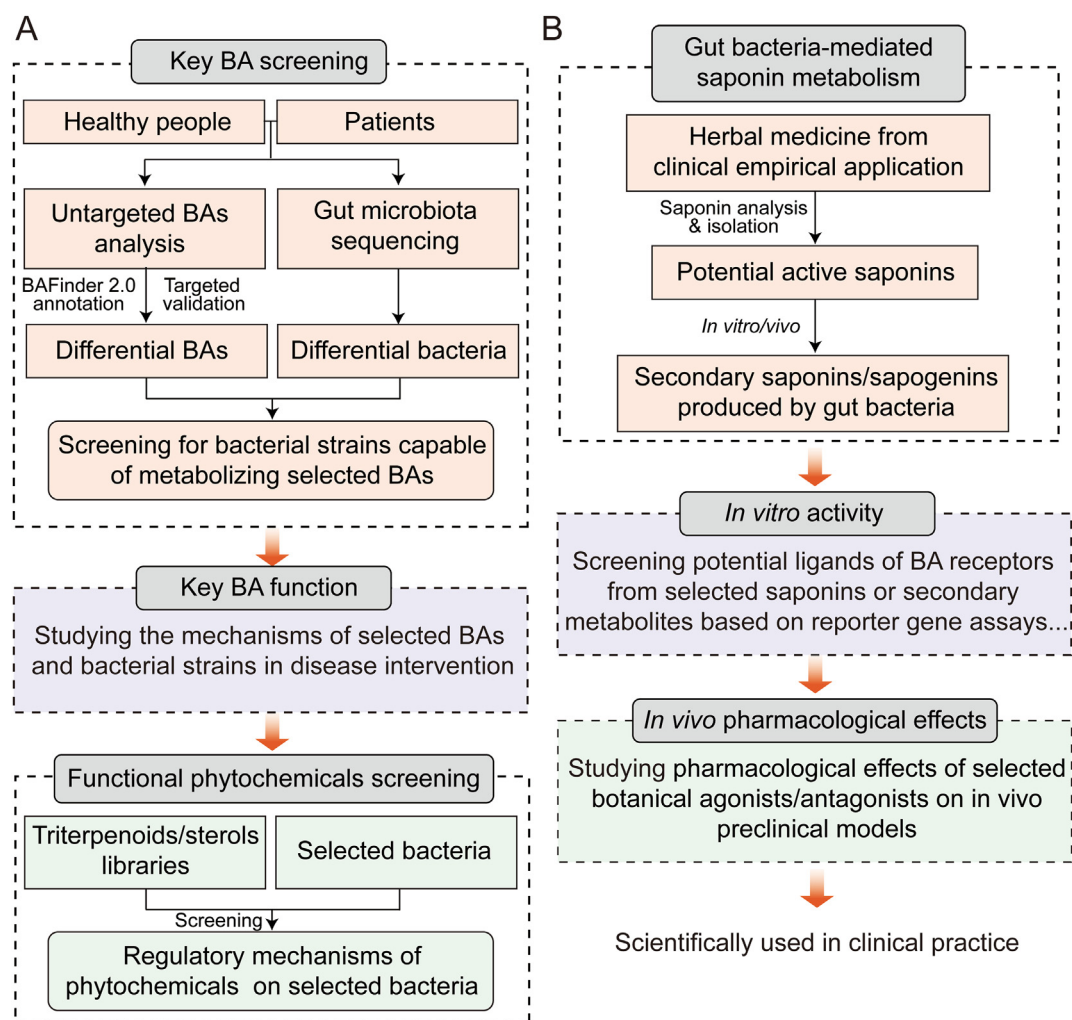 A
Key BA screening
Healthy people
Patients
Untargeted BAs
analysis
Gut microbiota
sequencing
BAFinder 2.0
annotation
Targeted
validation
Differential BAs
Differential bacteria
Screening for bacterial strains capable
of metabolizing selected BAs
Key BA function
Studying the mechanisms of selected BAs
and bacterial strains in disease intervention
Functional phytochemicals screening
Triterpenoids/sterols
libraries
Selected bacteria
Screening
Regulatory mechanisms of
phytochemicals on selected bacteria
B
Gut bacteria-mediated
saponin metabolism
Herbal medicine from
clinical empirical application
Saponin analysis
& isolation
Potential active saponins
In vitro/vivo
Secondary saponins/sapogenins
produced by gut bacteria
In vitro activity
Screening potential ligands of BA receptors
from selected saponins or secondary
metabolites based on reporter gene assays...
In vivo pharmacological effects
Studying pharmacological effects of selected
botanical agonists/antagonists on in vivo
preclinical models
Scientifically used in clinical practice